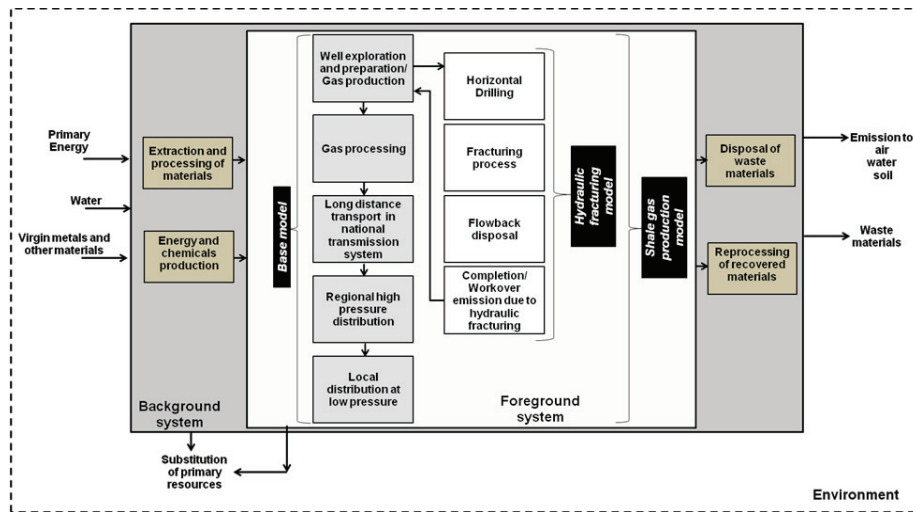 Primary
Energy
Water
Virgin metals and
other materials
Extraction and
processing of
materials
Energy and
chemicals
production
Background
system
Substitution
of primary
resources
Base model
Well exploration
and preparation/
Gas production
Gas processing
Long distance
transport in
national
transmission
system
Regional high
pressure
distribution
Local
distribution at
low pressure
Horizontal
Drilling
Fracturing
process
Flowback
disposal
Completion/
Workover
emission due to
hydraulic
fracturing
Hydraulic
fracturing
model
Foreground
system
Shale gas
production
model
Disposal of
waste
materials
Reprocessing
of recovered
materials
Emission to
air
water
soil
Waste
materials
Environment